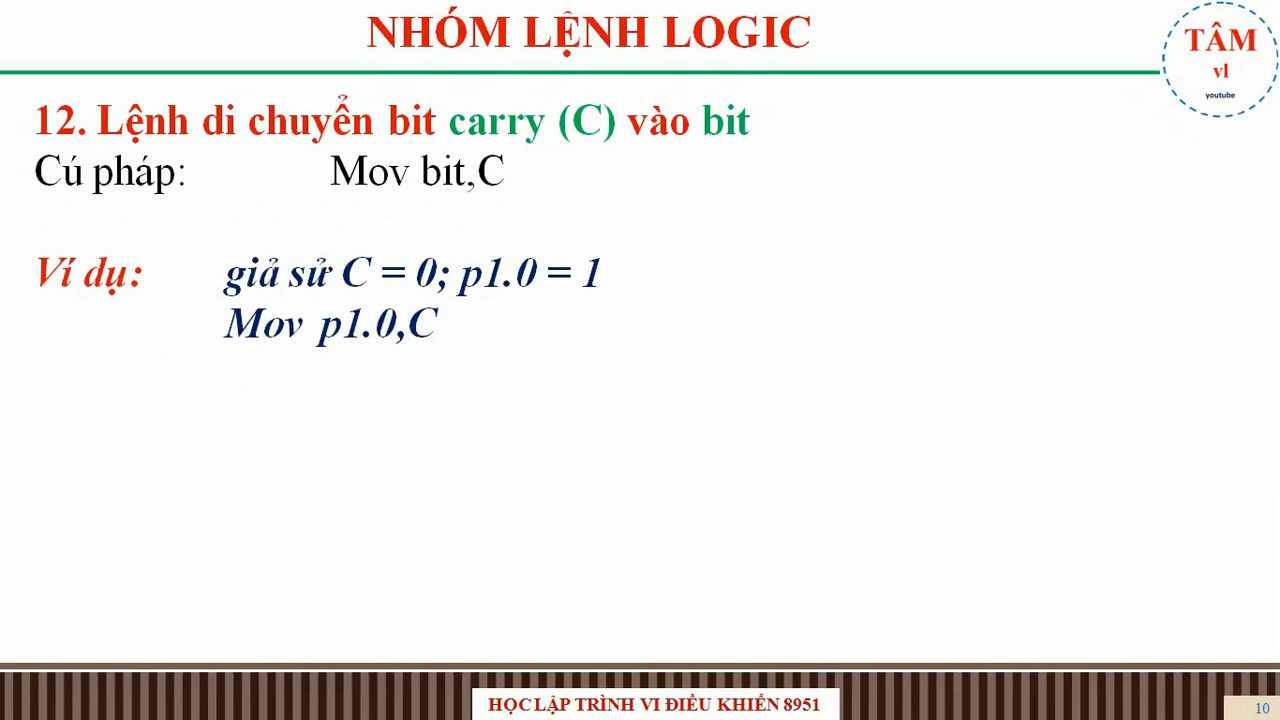 NHÓM LỆNH LOGIC
TÂM
vl
youtube
12. Lệnh di chuyển bit carry (C) vào bit
Cú pháp: Mov bit,C
Ví dụ: giả sử C = 0; p1.0 = 1
Mov p1.0,C
HỌC LẬP TRÌNH VI ĐIỀU KHIỂN 8951
10